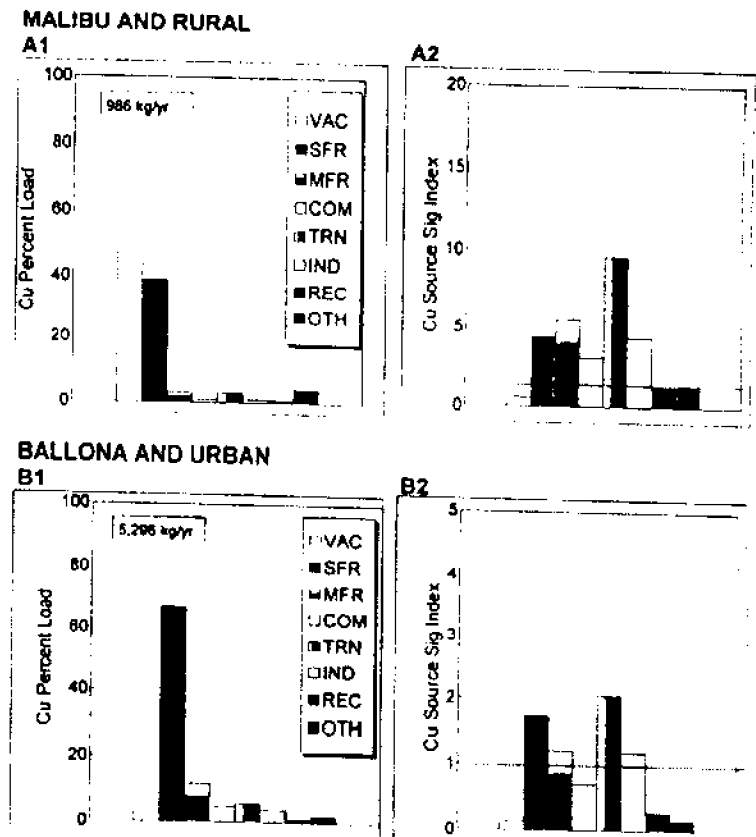 MALIBU AND RURAL
A1
A2
Cu Percent Load
100
80
60
40
20
0
986 kg/yr
VAC
SFR
MFR
COM
TRN
IND
REC
OTH
Cu Source Sig Index
20
15
10
5
0
BALLONA AND URBAN
B1
B2
Cu Percent Load
100
80
60
40
20
0
5,296 kg/yr
VAC
SFR
MFR
COM
TRN
IND
REC
OTH
Cu Source Sig Index
5
4
3
2
1
0